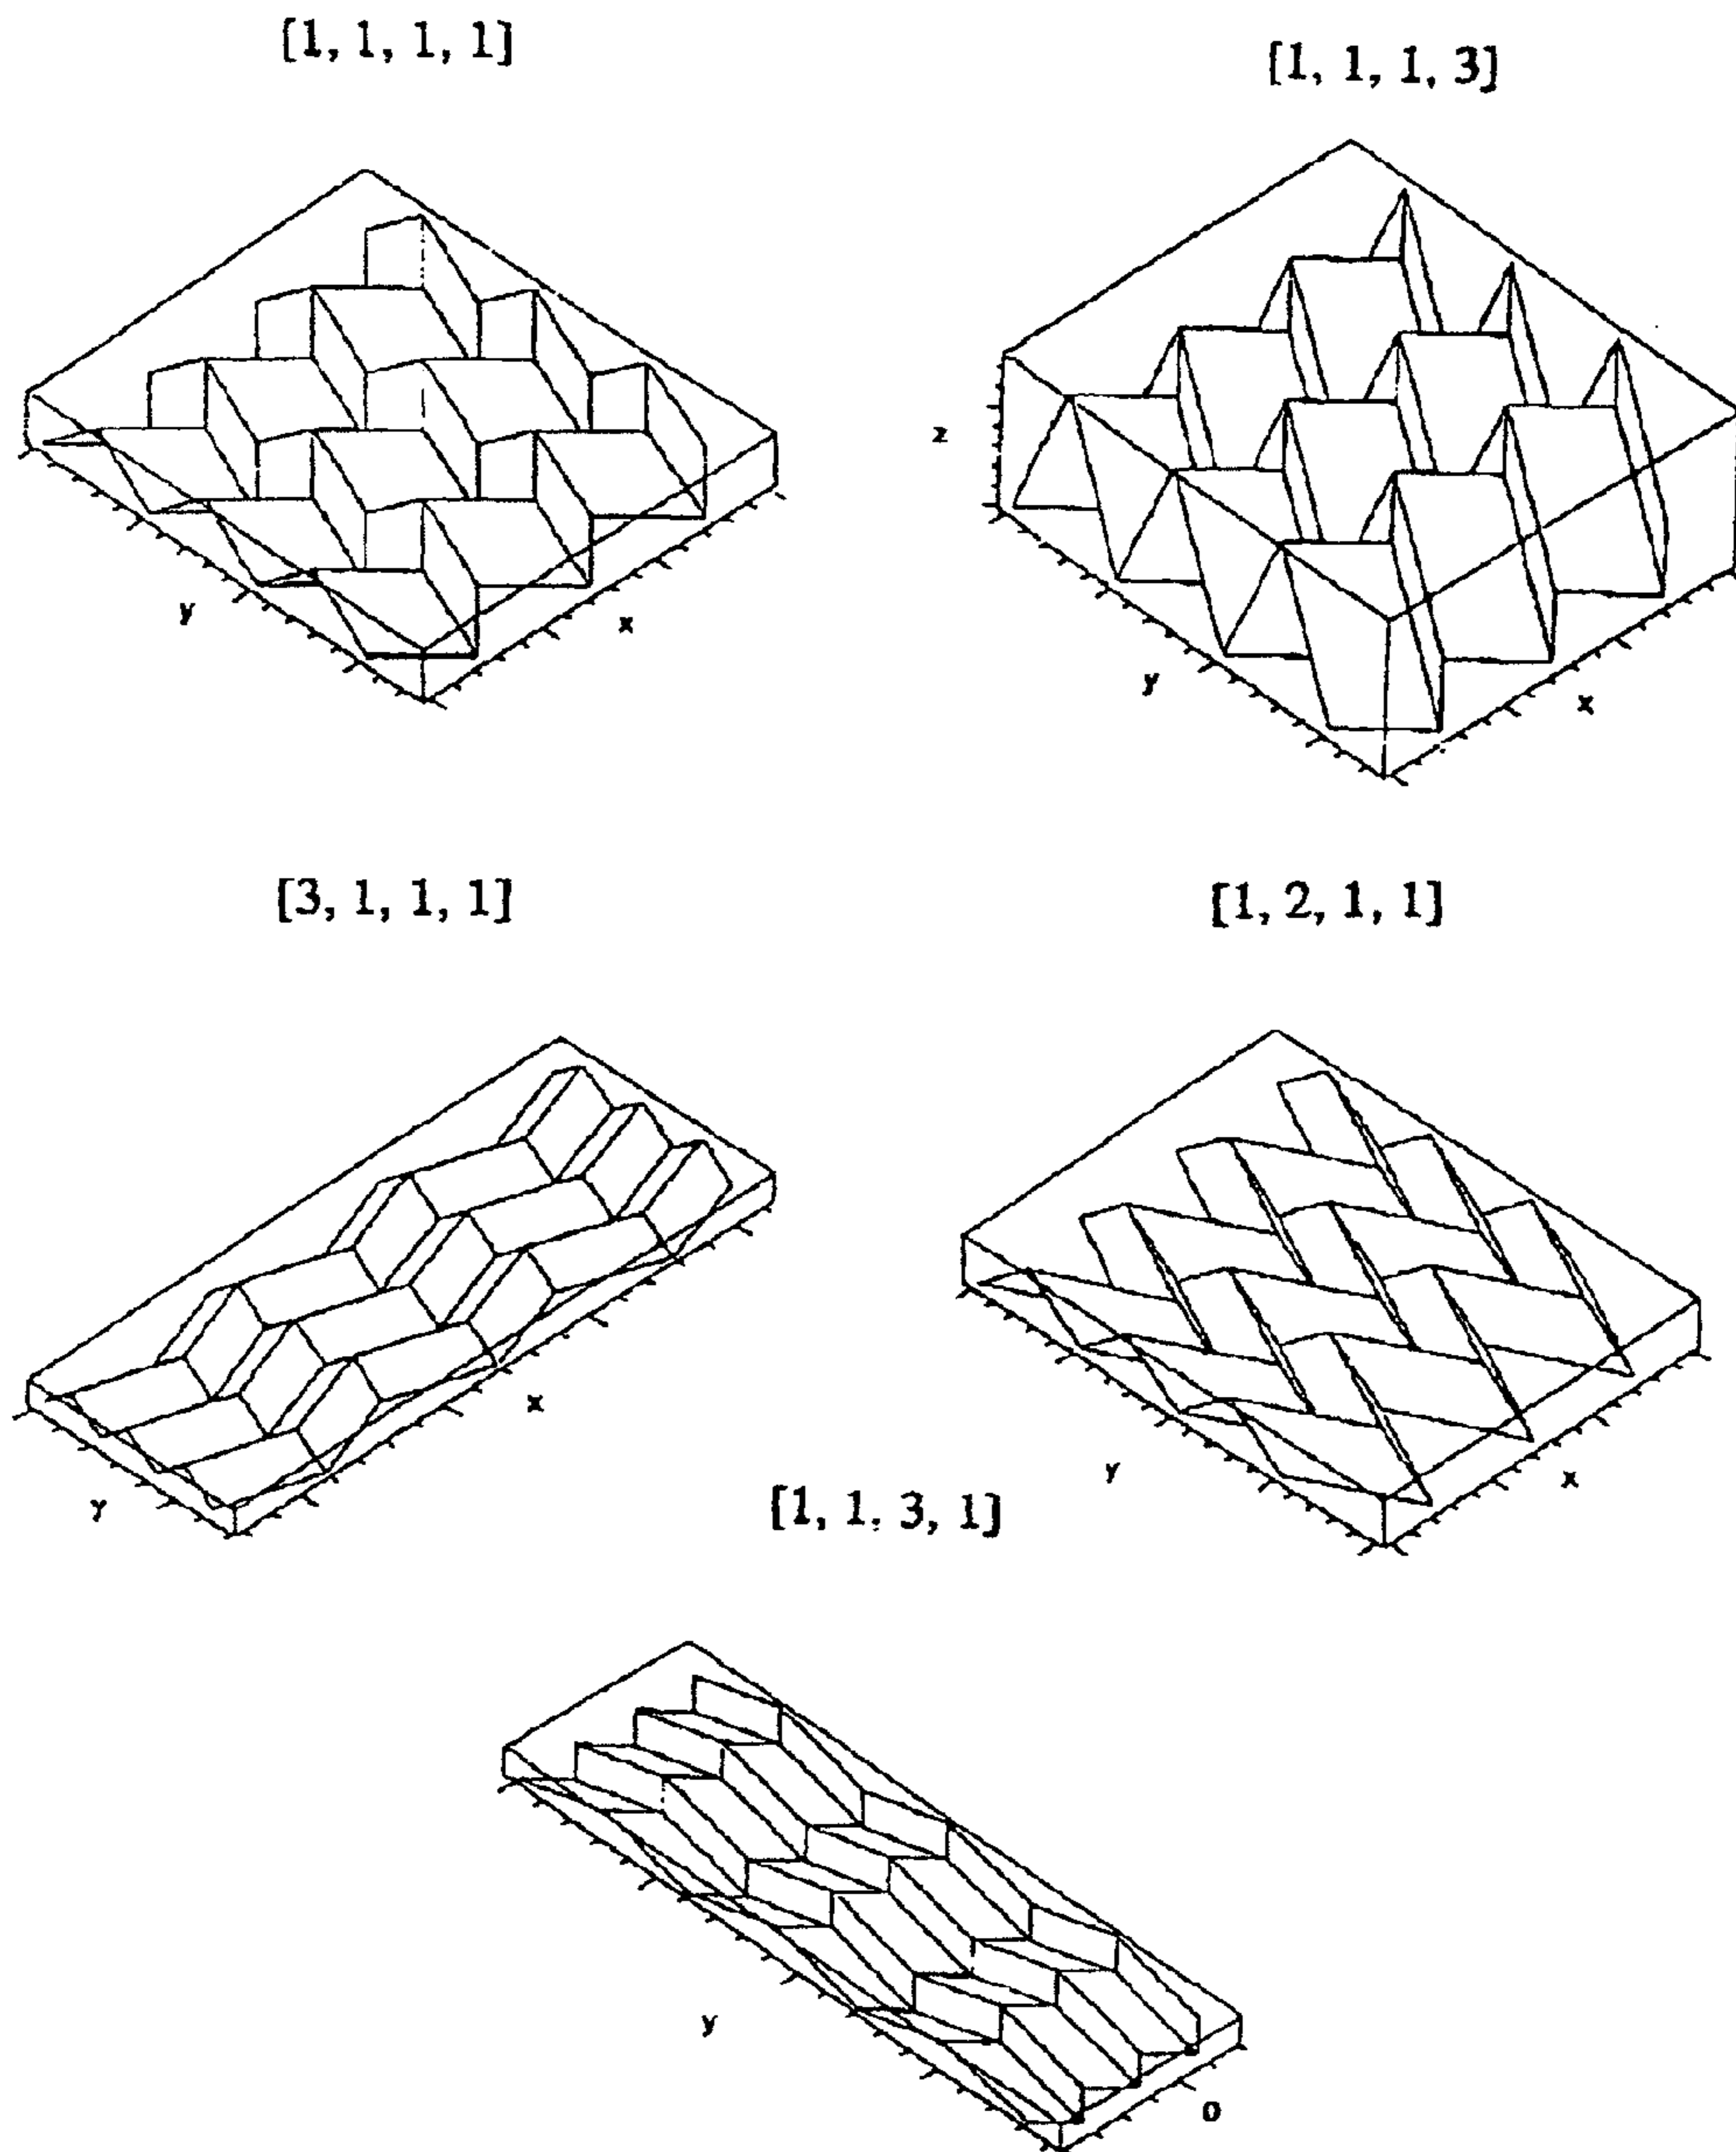 [1, 1, 1, 1]
[1, 1, 1, 3]
z
y
x
y
x
[3, 1, 1, 1]
[1, 2, 1, 1]
Y
x
y
x
[1, 1, 3, 1]
y
0